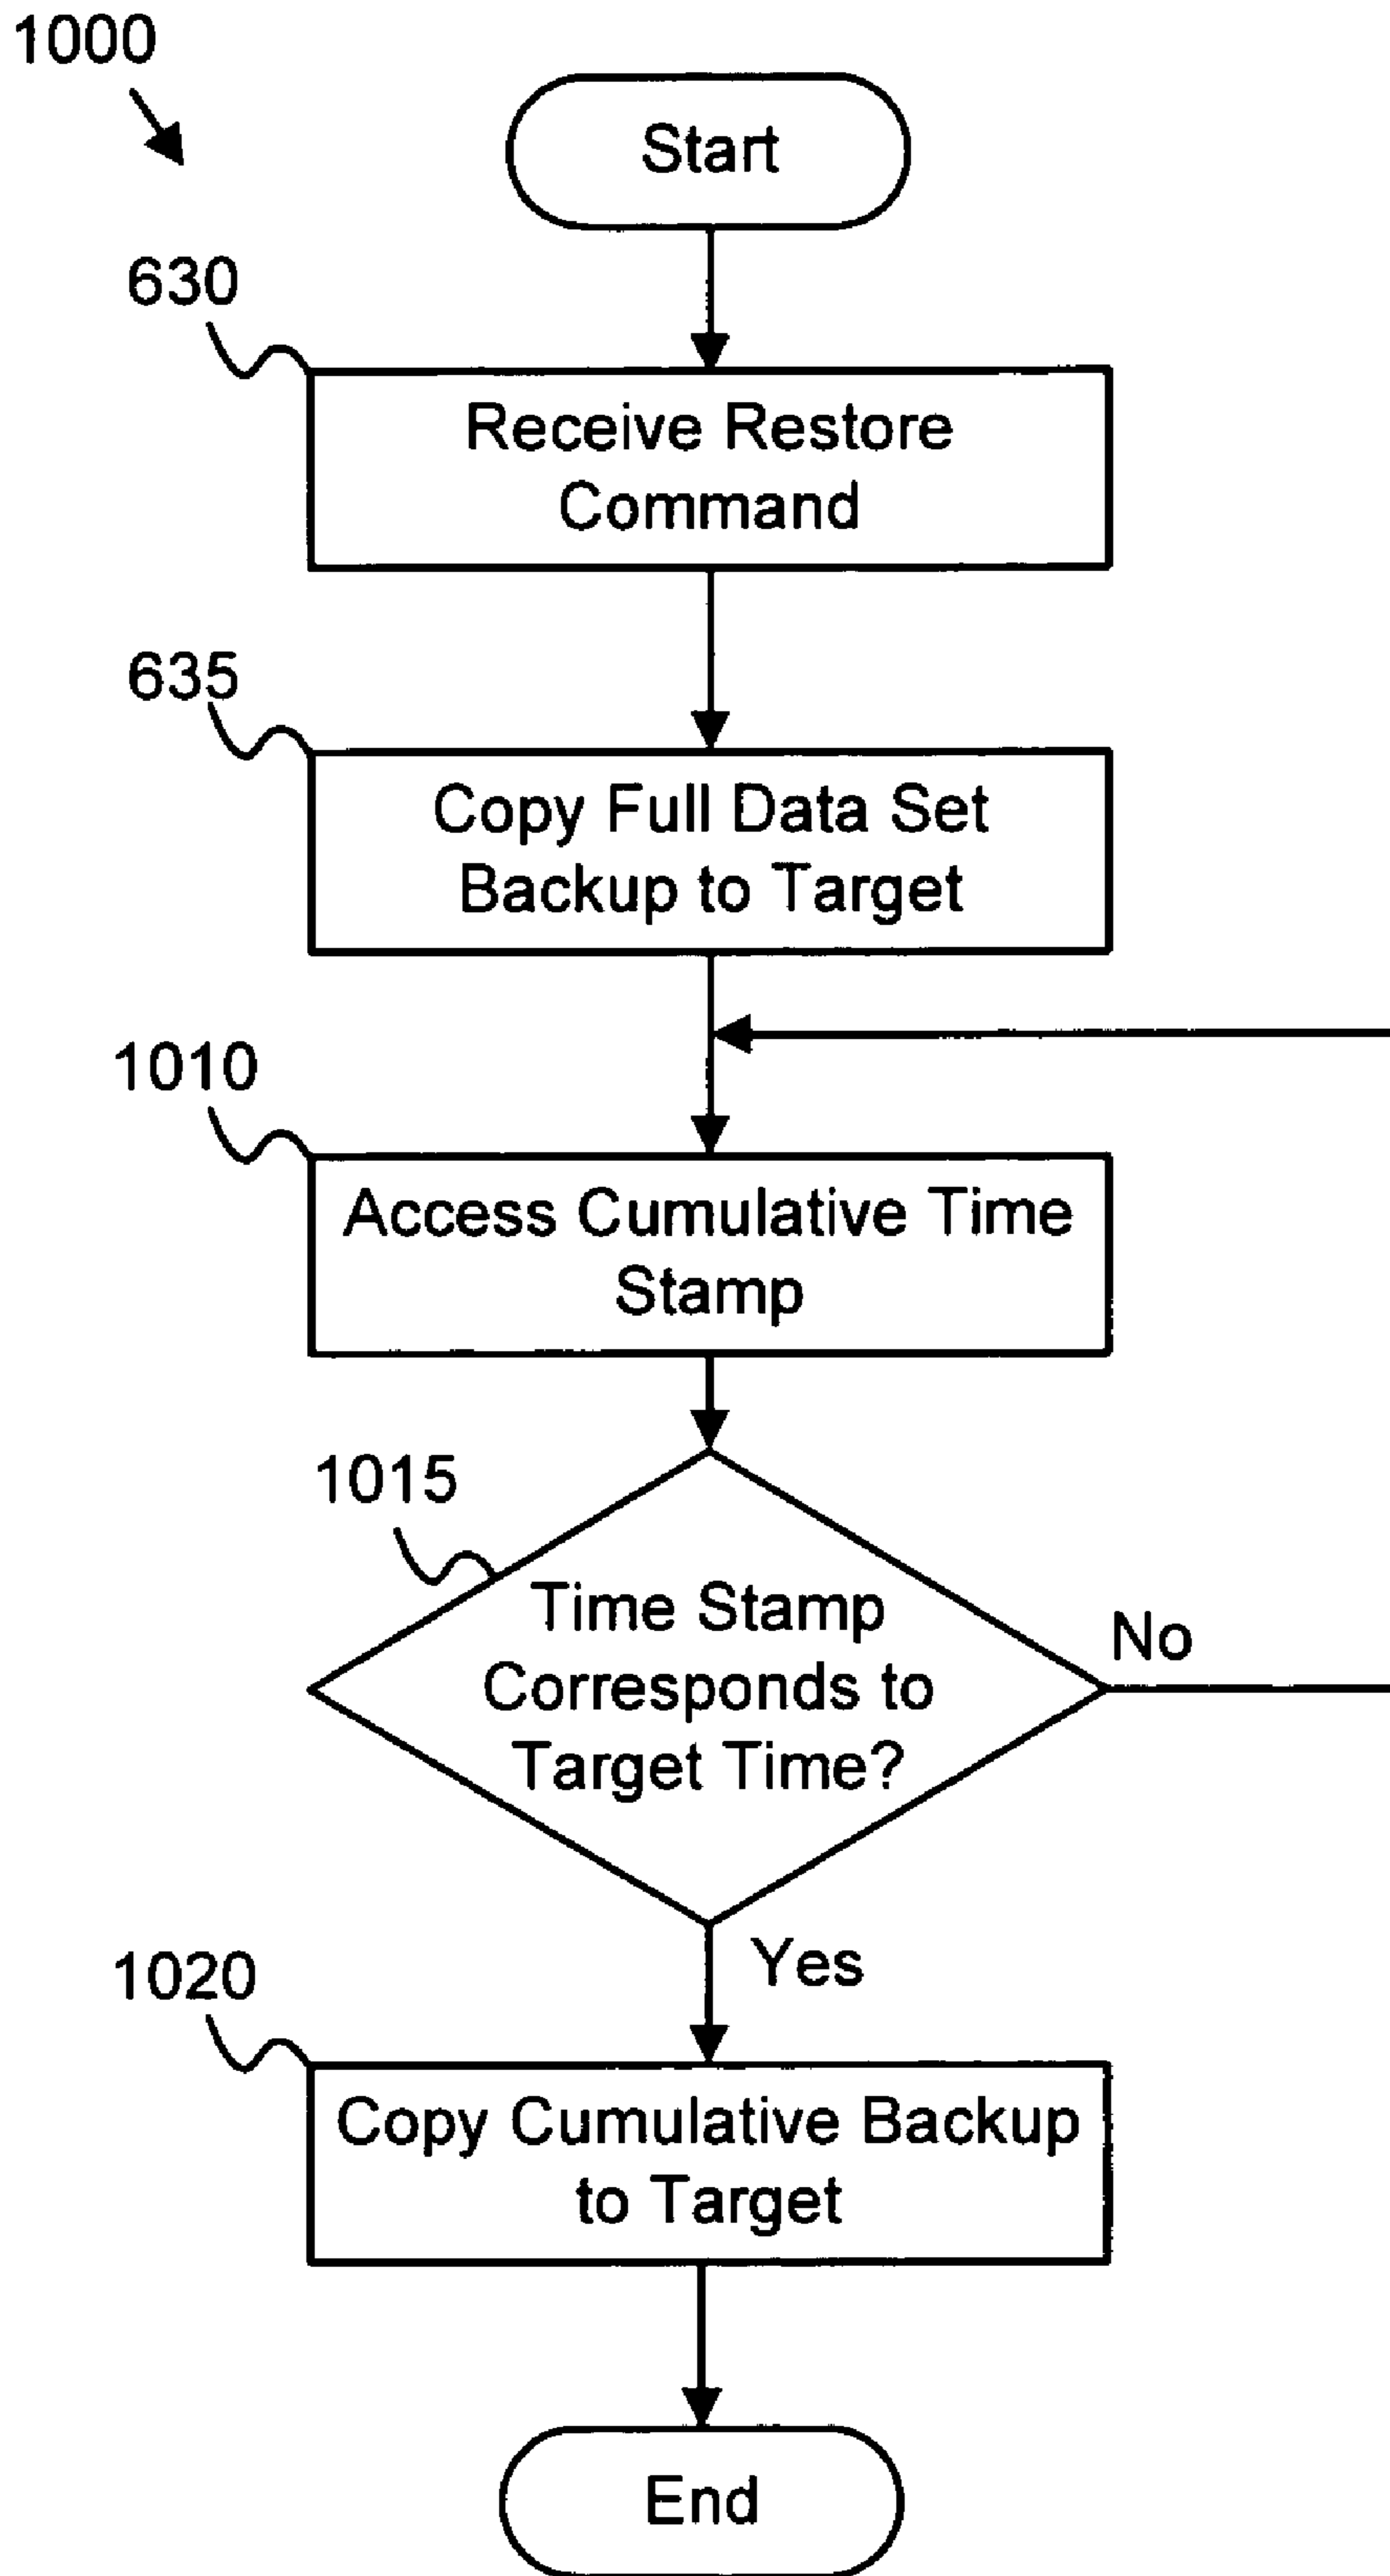 1000
Start
630
Receive Restore
Command
635
Copy Full Data Set
Backup to Target
1010
Access Cumulative Time
Stamp
1015
Time Stamp
Corresponds to
Target Time?
No
Yes
1020
Copy Cumulative Backup
to Target
End